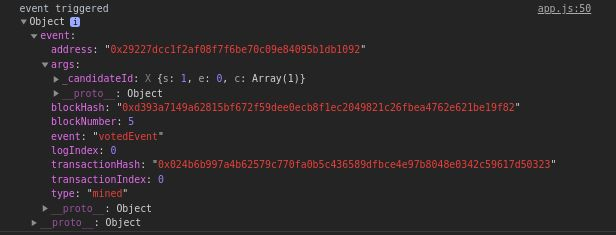 event triggered app.js:50
Object i
event:
address: "0x29227dcc1f2af08f7f6be70c09e84095b1db1092"
args:
_candidateId: X {s: 1, e: 0, c: Array(1)}
__proto__: Object
blockHash: "0xd393a7149a62815bf672f59dee0ecb8f1ec2049821c26fbea4762e621be19f82"
blockNumber: 5
event: "votedEvent"
logIndex: 0
transactionHash: "0x024b6b997a4b62579c770fa0b5c436589dfbce4e97b8048e0342c59617d50323"
transactionIndex: 0
type: "mined"
__proto__: Object
__proto__: Object